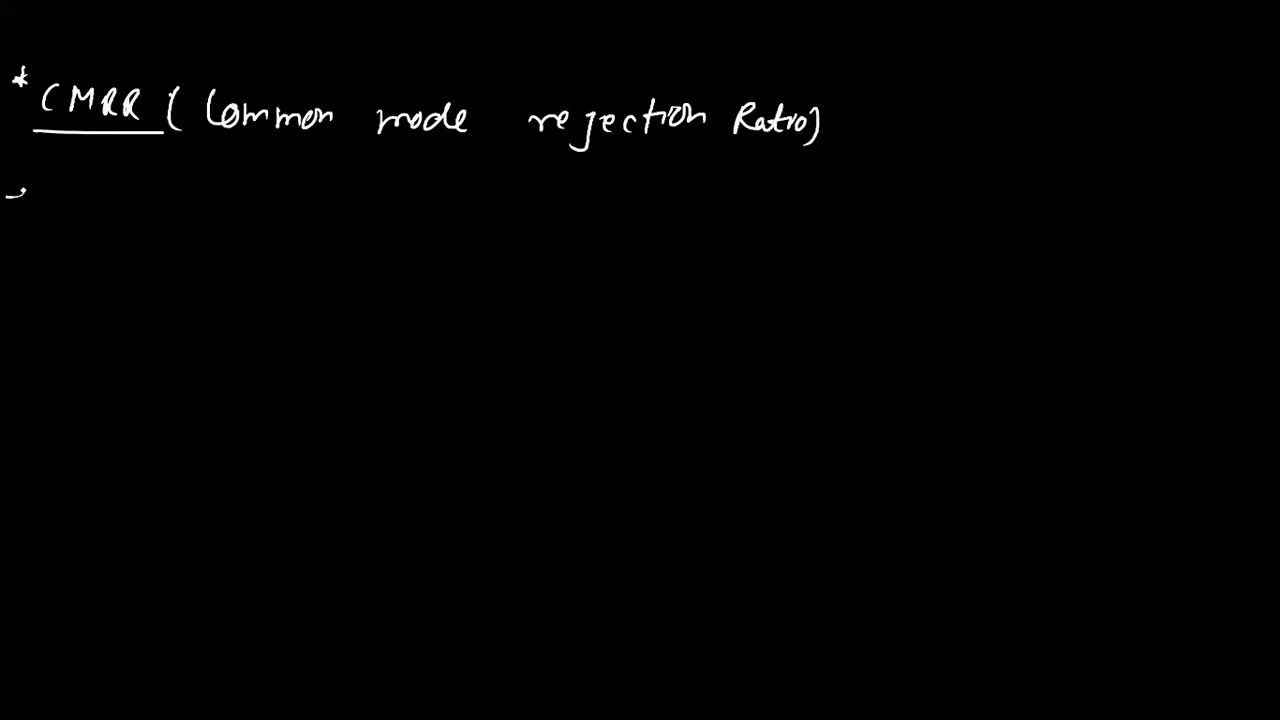 * CMRR ( Common mode rejection Ratio)
→